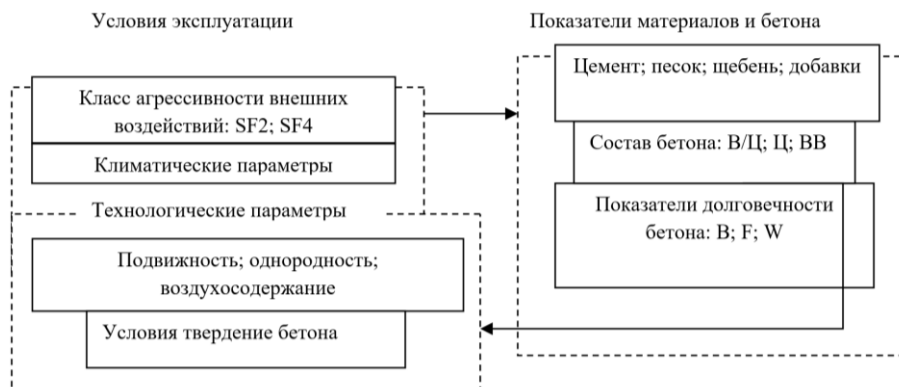 Условия эксплуатации
Класс агрессивности внешних
воздействий: SF2; SF4
Климатические параметры
Технологические параметры
Подвижность; однородность;
воздухосодержание
Условия твердение бетона
Показатели материалов и бетона
Цемент; песок; щебень; добавки
Состав бетона: В/Ц; Ц; ВВ
Показатели долговечности
бетона: B; F; W